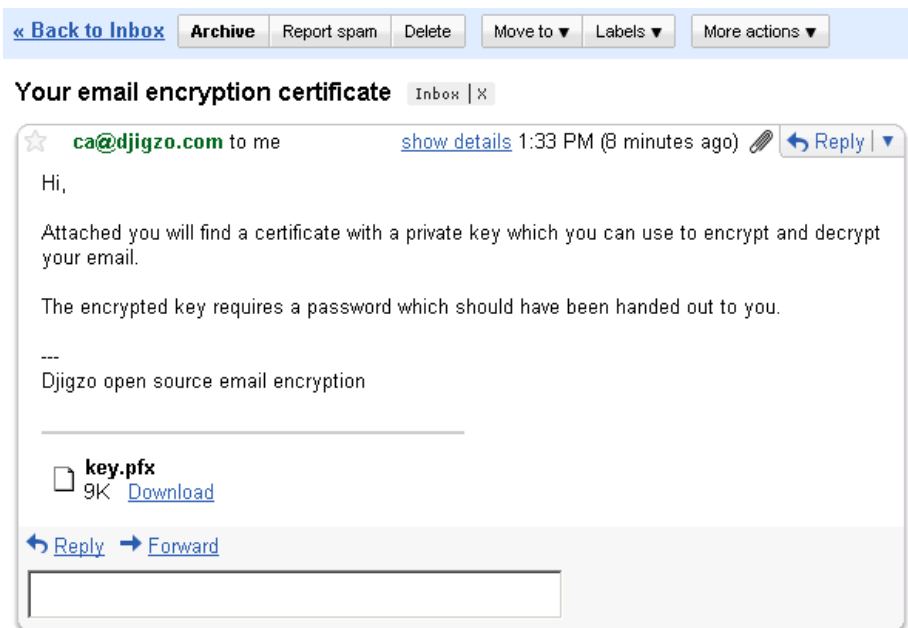 « Back to Inbox Archive Report spam Delete Move to ▼ Labels ▼ More actions ▼
Your email encryption certificate Inbox | X
ca@djigzo.com to me show details 1:33 PM (8 minutes ago) Reply | ▼
Hi,
Attached you will find a certificate with a private key which you can use to encrypt and decrypt
your email.
The encrypted key requires a password which should have been handed out to you.
---
Djigzo open source email encryption
key.pfx
9K Download
Reply Forward